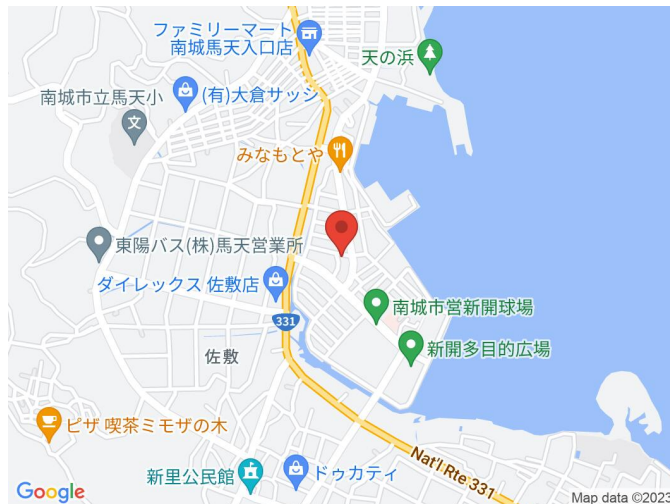 ファミリーマート
南城馬天入口店
天の浜
南城市立馬天小
(有)大倉サッシ
文
みなもとや
東陽バス(株)馬天営業所
ダイレックス 佐敷店
331
南城市営新開球場
佐敷
新開多目的広場
ピザ 喫茶ミモザの木
Nat'l Rte 331
新里公民館
ドゥカティ
Google
Map data ©2023